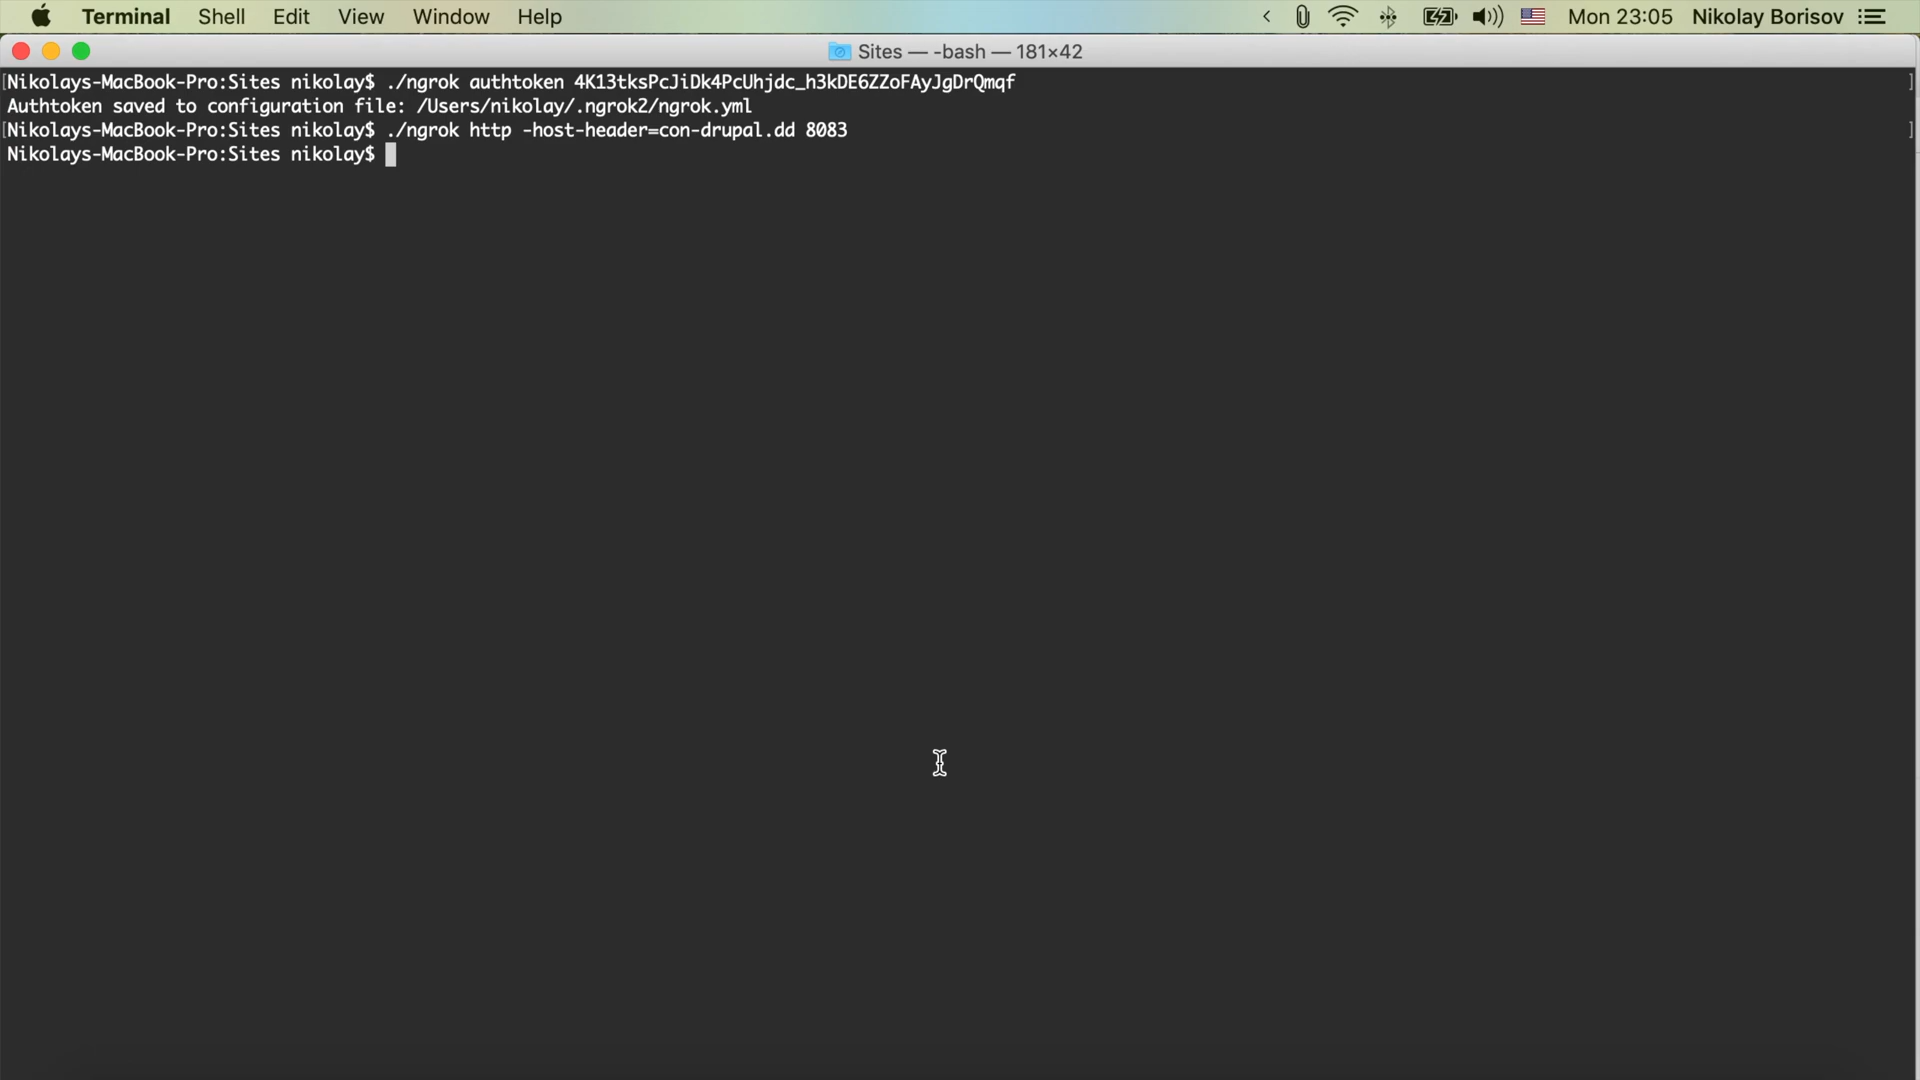 Terminal Shell Edit View Window Help Mon 23:05 Nikolay Borisov
Sites — -bash — 181×42
[Nikolays-MacBook-Pro:Sites nikolay$ ./ngrok authtoken 4K13tksPcJiDk4PcUhjdc_h3kDE6ZZoFAyJgDrQmqf ]
Authtoken saved to configuration file: /Users/nikolay/.ngrok2/ngrok.yml
[Nikolays-MacBook-Pro:Sites nikolay$ ./ngrok http -host-header=con-drupal.dd 8083 ]
Nikolays-MacBook-Pro:Sites nikolay$